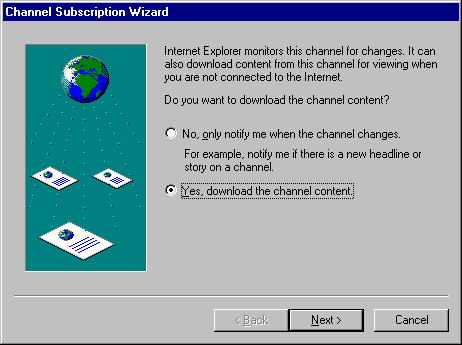 Channel Subscription Wizard
Internet Explorer monitors this channel for changes. It can
also download content from this channel for viewing when
you are not connected to the Internet.
Do you want to download the channel content?
No, only notify me when the channel changes.
For example, notify me if there is a new headline or
story on a channel.
Yes, download the channel content.
< Back
Next >
Cancel